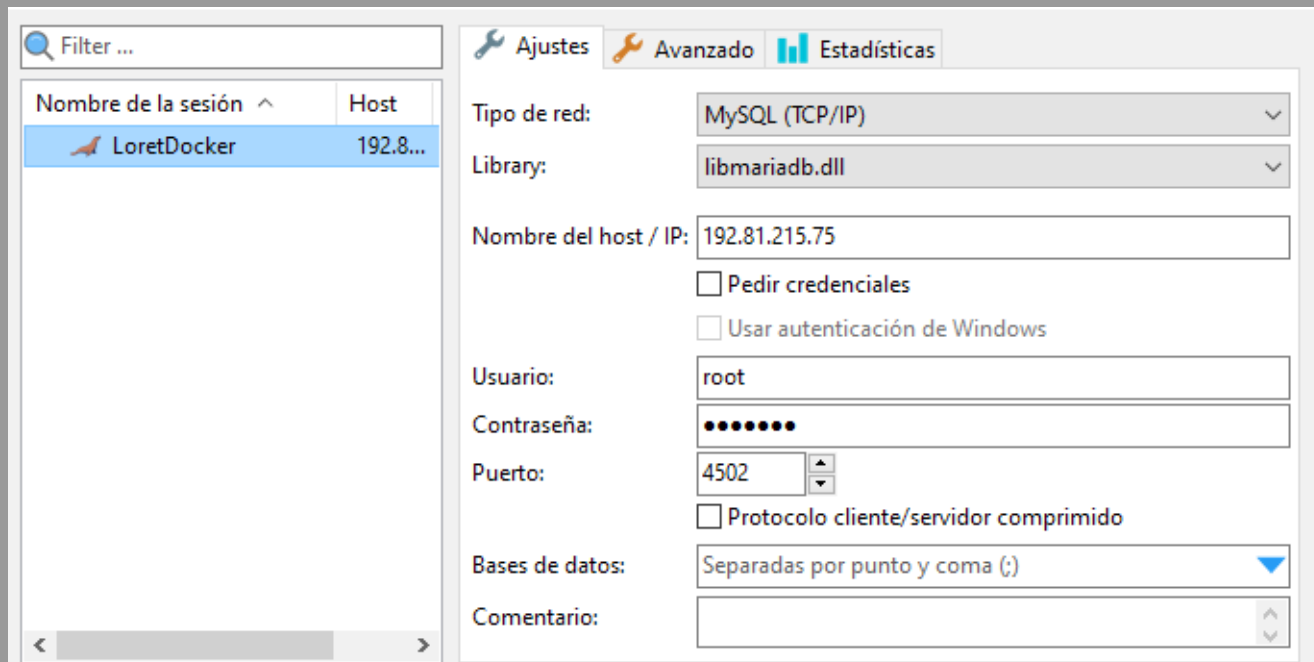 Filter ...
Nombre de la sesión Host
LoretDocker 192.8...
Ajustes Avanzado Estadísticas
Tipo de red: MySQL (TCP/IP)
Library: libmariadb.dll
Nombre del host / IP: 192.81.215.75
Pedir credenciales
Usar autenticación de Windows
Usuario: root
Contraseña: •••••••
Puerto: 4502
Protocolo cliente/servidor comprimido
Bases de datos: Separadas por punto y coma (;)
Comentario: